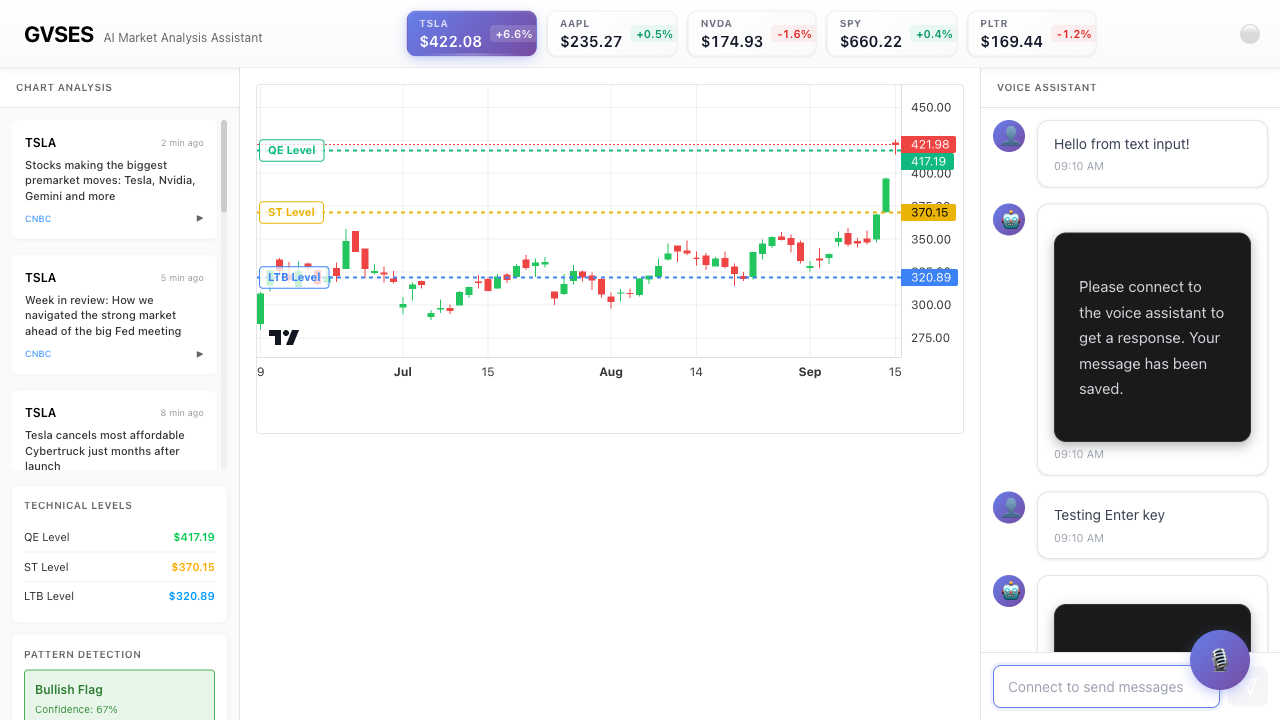 GVSES AI Market Analysis Assistant
TSLA
$422.08 +6.6%
AAPL
$235.27 +0.5%
NVDA
$174.93 -1.6%
SPY
$660.22 +0.4%
PLTR
$169.44 -1.2%
CHART ANALYSIS
TSLA 2 min ago
Stocks making the biggest
premarket moves: Tesla, Nvidia,
Gemini and more
CNBC
TSLA 5 min ago
Week in review: How we
navigated the strong market
ahead of the big Fed meeting
CNBC
TSLA 8 min ago
Tesla cancels most affordable
Cybertruck just months after
launch
TECHNICAL LEVELS
QE Level $417.19
ST Level $370.15
LTB Level $320.89
PATTERN DETECTION
Bullish Flag
Confidence: 67%
QE Level
ST Level
LTB Level
450.00
421.98
417.19
400.00
370.15
350.00
320.89
300.00
275.00
9 Jul 15 Aug 14 Sep 15
VOICE ASSISTANT
Hello from text input!
09:10 AM
Please connect to
the voice assistant to
get a response. Your
message has been
saved.
09:10 AM
Testing Enter key
09:10 AM
Connect to send messages